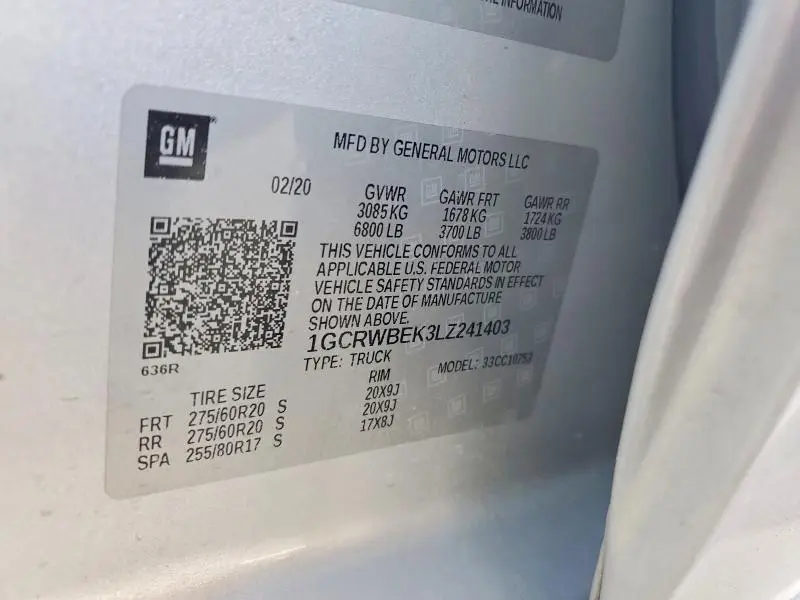 INFORMATION
GM
MFD BY GENERAL MOTORS LLC
02/20
GVWR GAWR FRT GAWR RR
3085 KG 1678 KG 1724 KG
6800 LB 3700 LB 3800 LB
THIS VEHICLE CONFORMS TO ALL
APPLICABLE U.S. FEDERAL MOTOR
VEHICLE SAFETY STANDARDS IN EFFECT
ON THE DATE OF MANUFACTURE
SHOWN ABOVE.
1GCRWBEK3LZ241403
TYPE: TRUCK MODEL: 33CC10753
636R
TIRE SIZE RIM
FRT 275/60R20 S 20X9J
RR 275/60R20 S 20X9J
SPA 255/80R17 S 17X8J